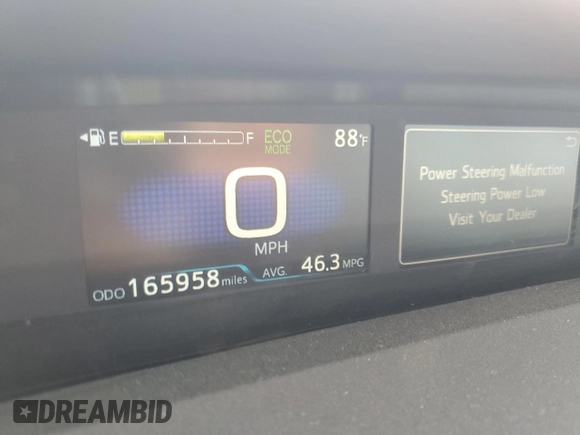 E F ECO MODE 88°F
0
MPH
ODO 165958 miles AVG. 46.3 MPG
Power Steering Malfunction
Steering Power Low
Visit Your Dealer
DREAMBID